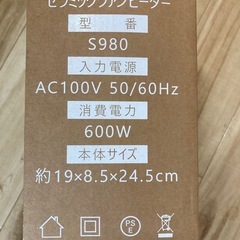 セラミックファンヒーター
型番
S980
入力電源
AC100V 50/60Hz
消費電力
600W
本体サイズ
約19×8.5×24.5cm
PS
E